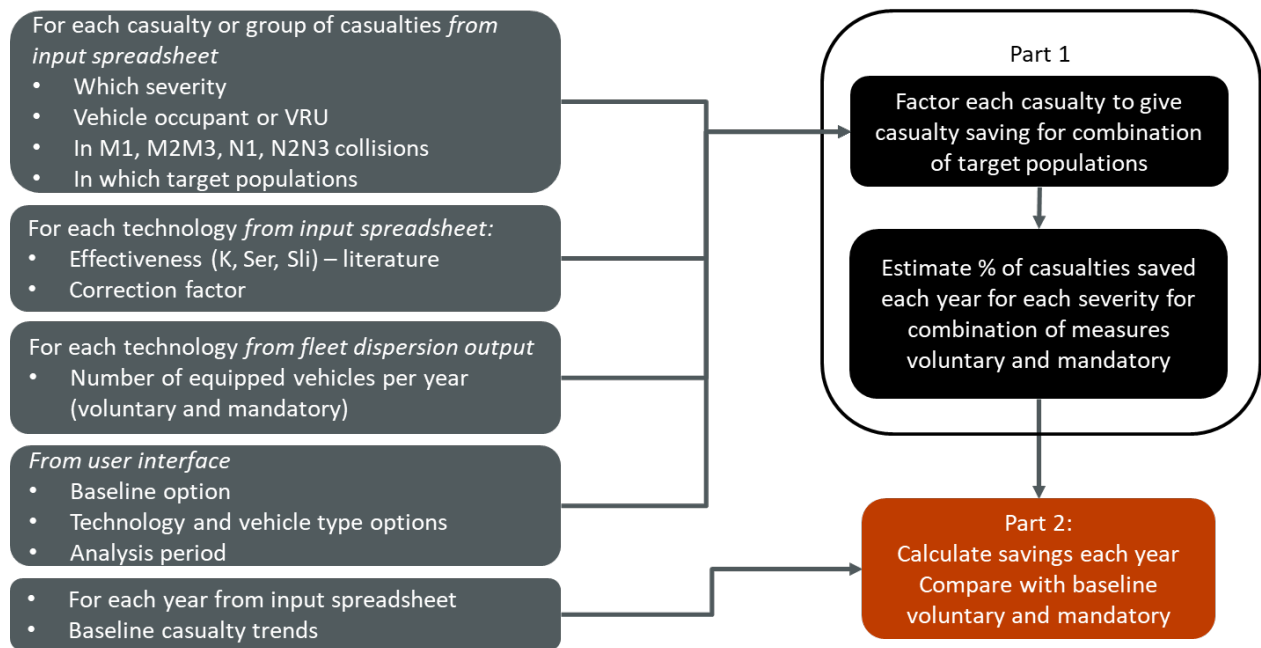 For each casualty or group of casualties from
input spreadsheet
• Which severity
• Vehicle occupant or VRU
• In M1, M2M3, N1, N2N3 collisions
• In which target populations
For each technology from input spreadsheet:
• Effectiveness (K, Ser, Sli) – literature
• Correction factor
For each technology from fleet dispersion output
• Number of equipped vehicles per year
(voluntary and mandatory)
From user interface
• Baseline option
• Technology and vehicle type options
• Analysis period
• For each year from input spreadsheet
• Baseline casualty trends
Part 1
Factor each casualty to give
casualty saving for combination
of target populations
Estimate % of casualties saved
each year for each severity for
combination of measures
voluntary and mandatory
Part 2:
Calculate savings each year
Compare with baseline
voluntary and mandatory